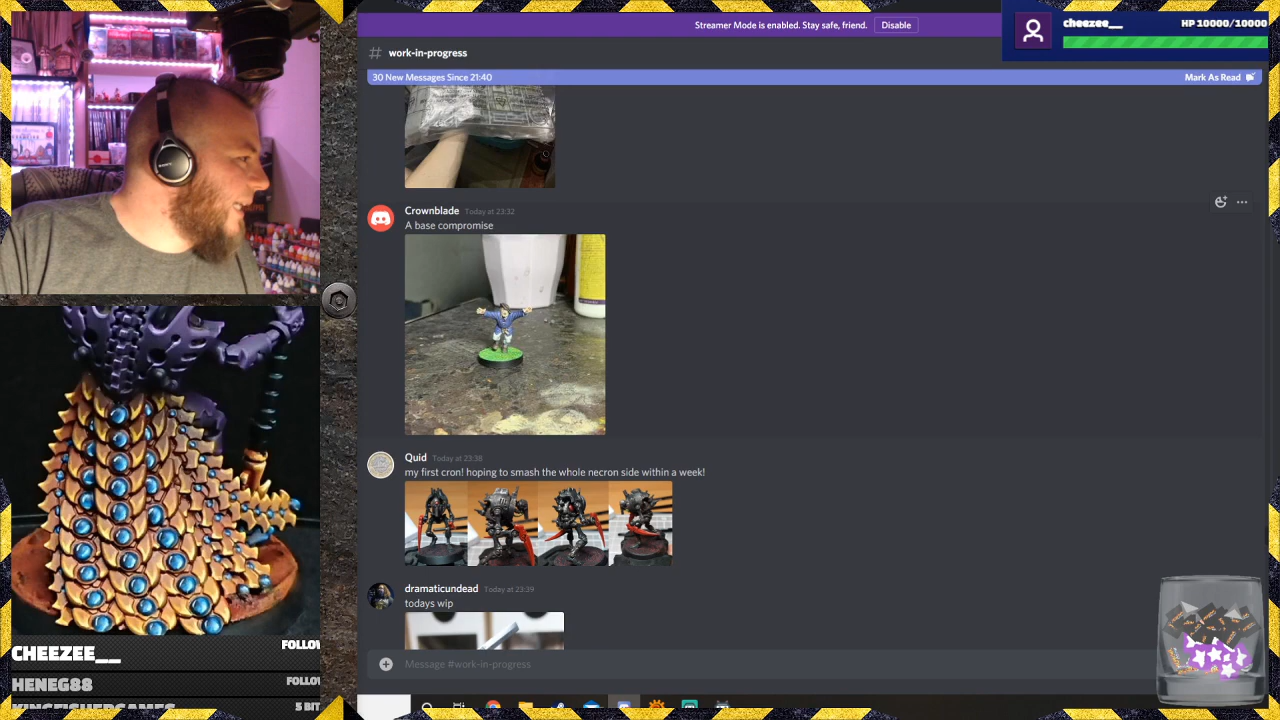 Streamer Mode is enabled. Stay safe, friend. Disable
cheezee__ HP 10000/10000
# work-in-progress
30 New Messages Since 21:40 Mark As Read
Crownblade Today at 23:32
A base compromise
Quid Today at 23:38
my first cron! hoping to smash the whole necron side within a week!
dramaticundead Today at 23:39
todays wip
Message #work-in-progress
SONY
CHEEZEE__ FOLLOW
HENEG88 FOLLOW
KINGFISHERGAMES 5 BIT